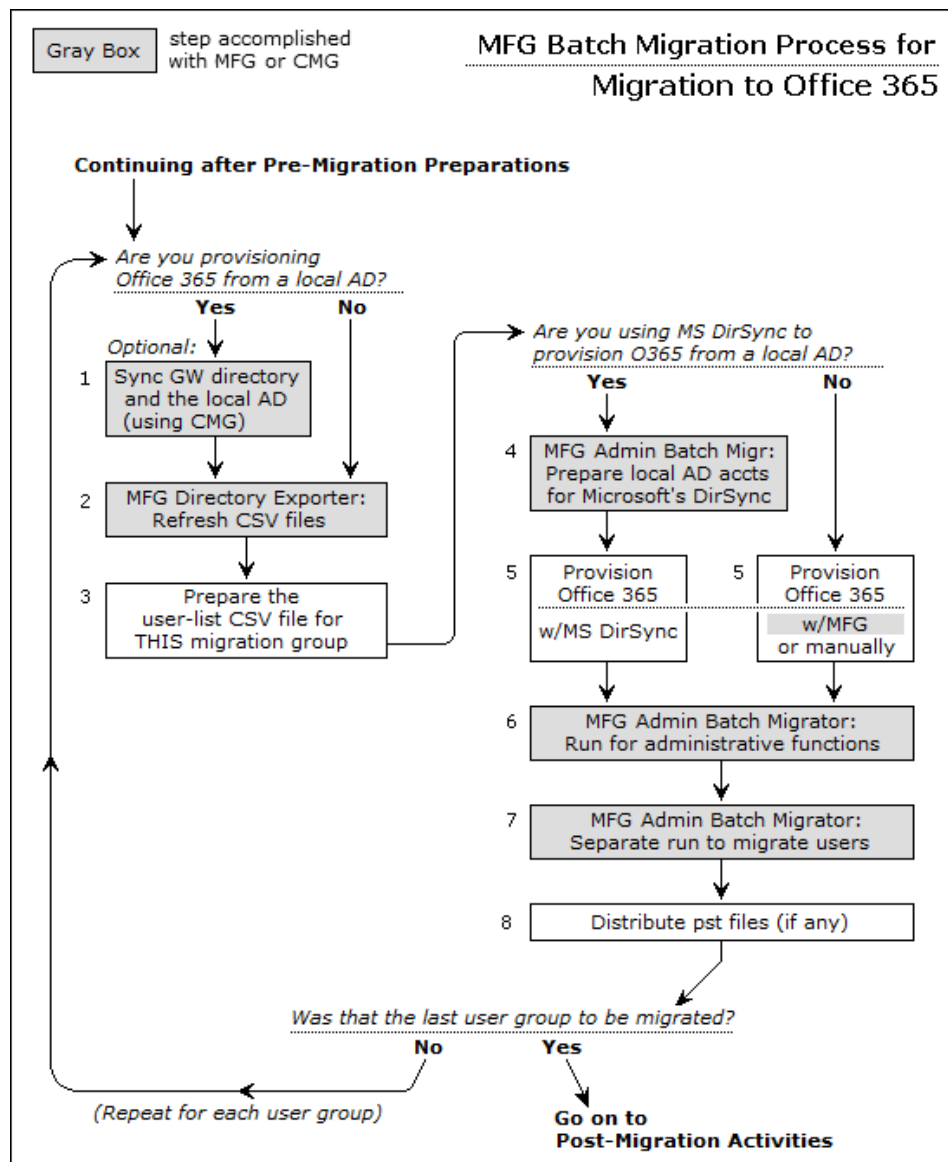 Gray Box
step accomplished
with MFG or CMG
MFG Batch Migration Process for
Migration to Office 365
Continuing after Pre-Migration Preparations
Are you provisioning
Office 365 from a local AD?
Yes
No
Optional:
1
Sync GW directory
and the local AD
(using CMG)
2
MFG Directory Exporter:
Refresh CSV files
3
Prepare the
user-list CSV file for
THIS migration group
Are you using MS DirSync to
provision O365 from a local AD?
Yes
No
4
MFG Admin Batch Migr:
Prepare local AD accts
for Microsoft's DirSync
5
Provision
Office 365
w/MS DirSync
5
Provision
Office 365
w/MFG
or manually
6
MFG Admin Batch Migrator:
Run for administrative functions
7
MFG Admin Batch Migrator:
Separate run to migrate users
8
Distribute pst files (if any)
Was that the last user group to be migrated?
No
Yes
(Repeat for each user group)
Go on to
Post-Migration Activities